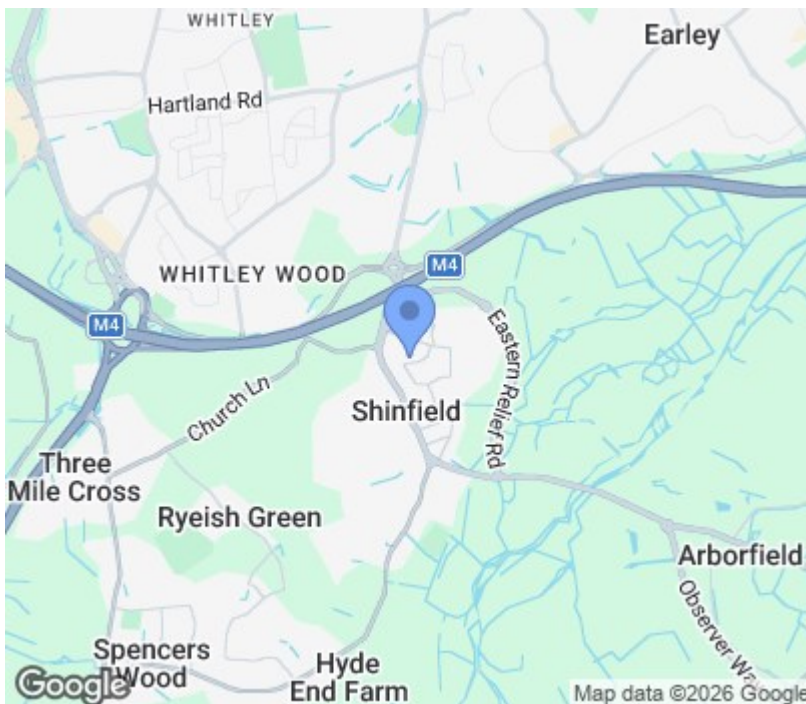 WHITLEY
Earley
Hartland Rd
WHITLEY WOOD
M4
M4
Eastern Relief Rd
Church Ln
Shinfield
Three
Mile Cross
Ryeish Green
Arborfield
Observer Way
Spencers
Wood
Hyde
End Farm
Google
Map data ©2026 Google